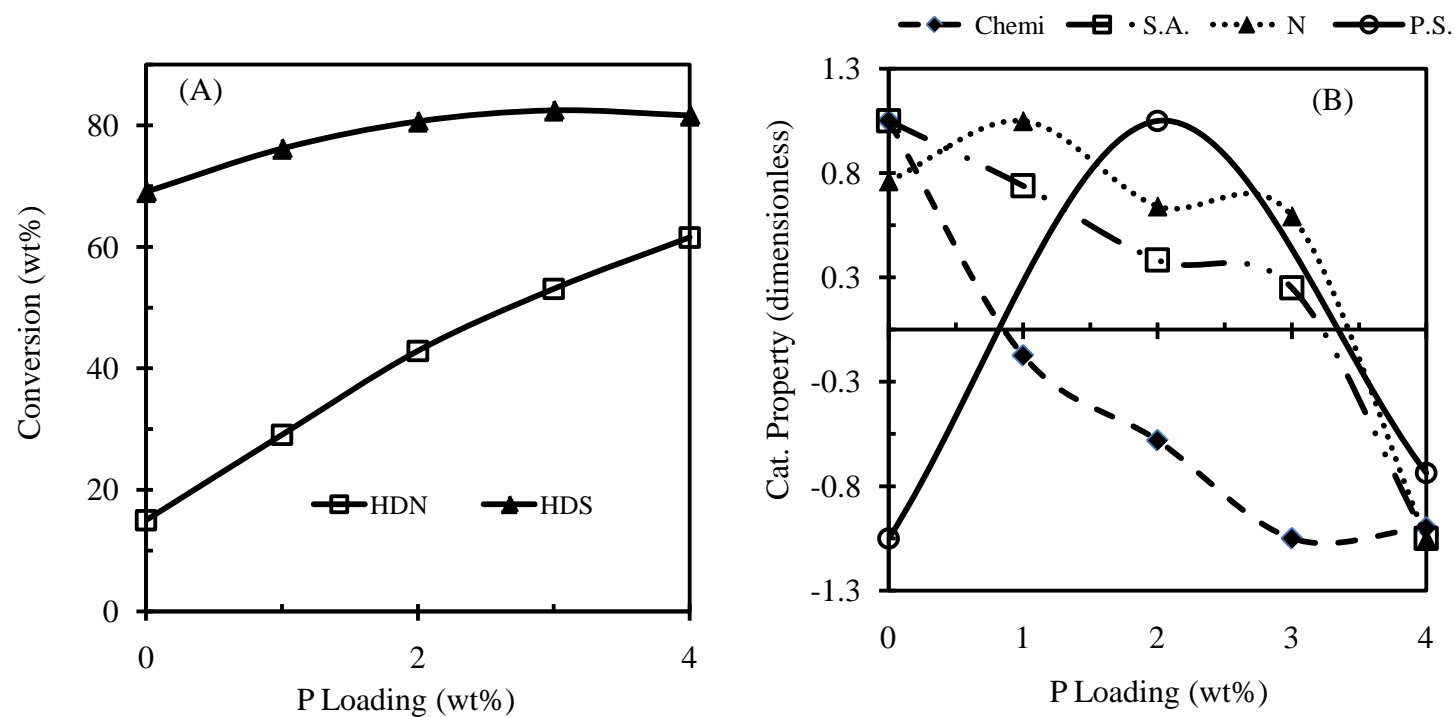 Chemi S.A. N P.S.
(A)
Conversion (wt%)
80
60
40
20
0
HDN HDS
0 2 4
P Loading (wt%)
(B)
Cat. Property (dimensionless)
1.3
0.8
0.3
-0.3
-0.8
-1.3
0 1 2 3 4
P Loading (wt%)